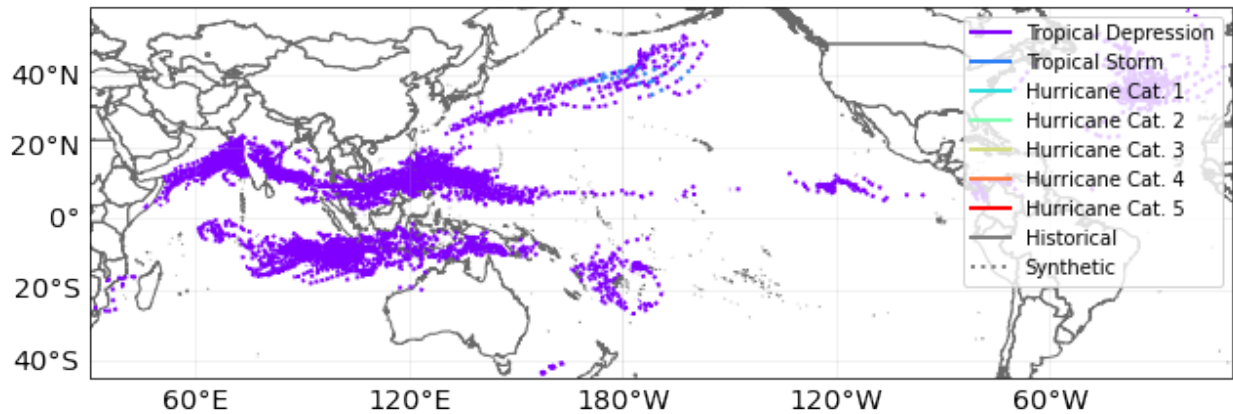 40°N
20°N
0°
20°S
40°S
60°E
120°E
180°W
120°W
60°W
Tropical Depression
Tropical Storm
Hurricane Cat. 1
Hurricane Cat. 2
Hurricane Cat. 3
Hurricane Cat. 4
Hurricane Cat. 5
Historical
Synthetic